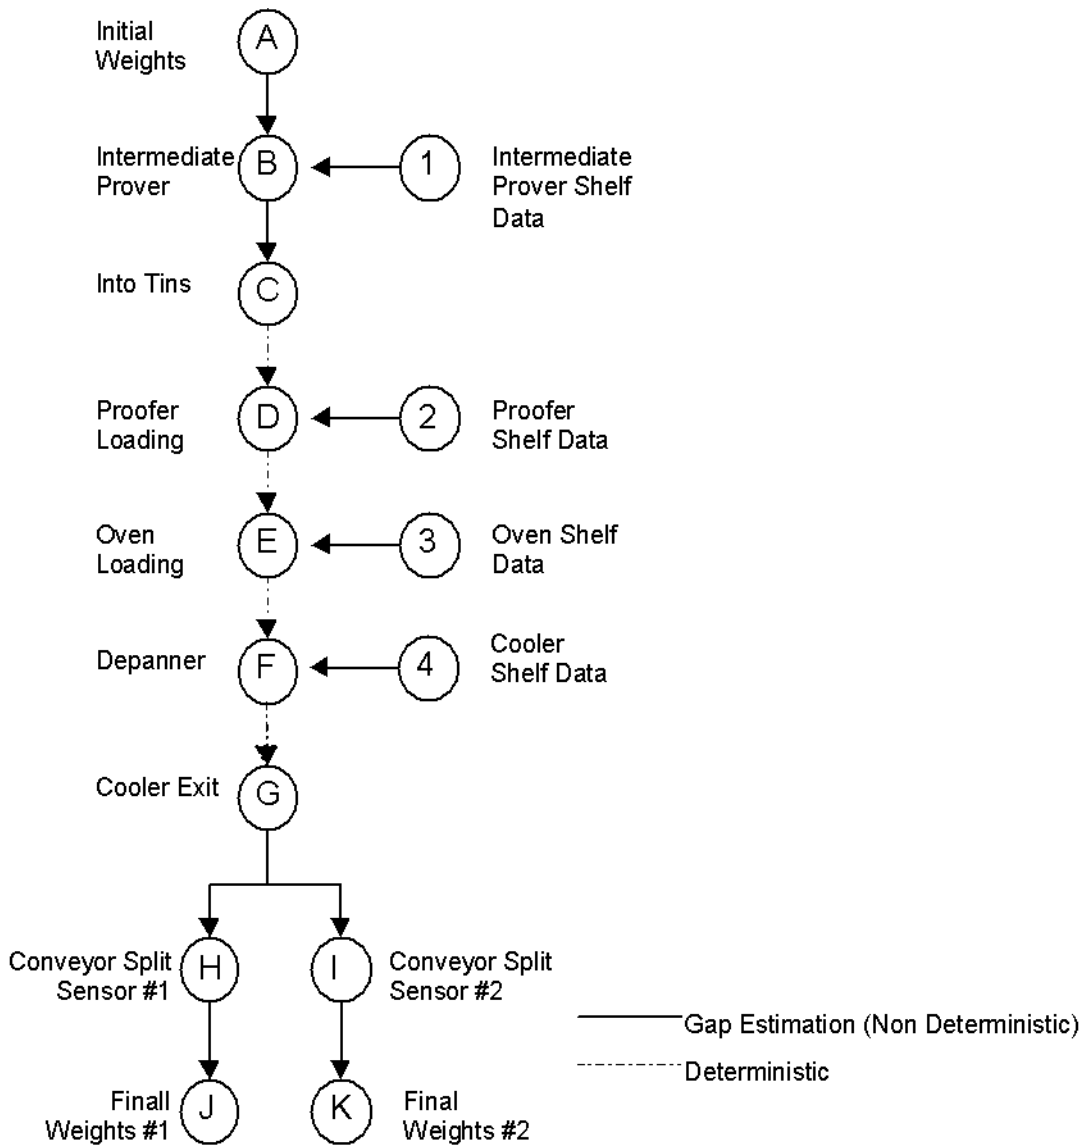 Initial
Weights
A
Intermediate
Prover
B
1
Intermediate
Prover Shelf
Data
Into Tins
C
Proofer
Loading
D
2
Proofer
Shelf Data
Oven
Loading
E
3
Oven Shelf
Data
Depanner
F
4
Cooler
Shelf Data
Cooler Exit
G
Conveyor Split
Sensor #1
H
I
Conveyor Split
Sensor #2
Gap Estimation (Non Deterministic)
Deterministic
Finall
Weights #1
J
K
Final
Weights #2